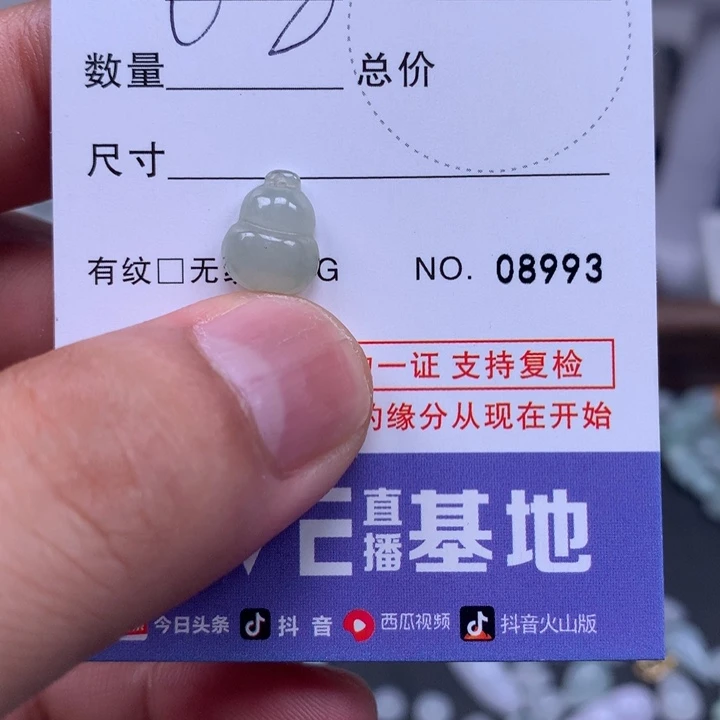 数量 总价
尺寸
有纹□无 G NO. 08993
一证 支持复检
的缘分从现在开始
VE直播基地
今日头条 抖音 西瓜视频 抖音火山版